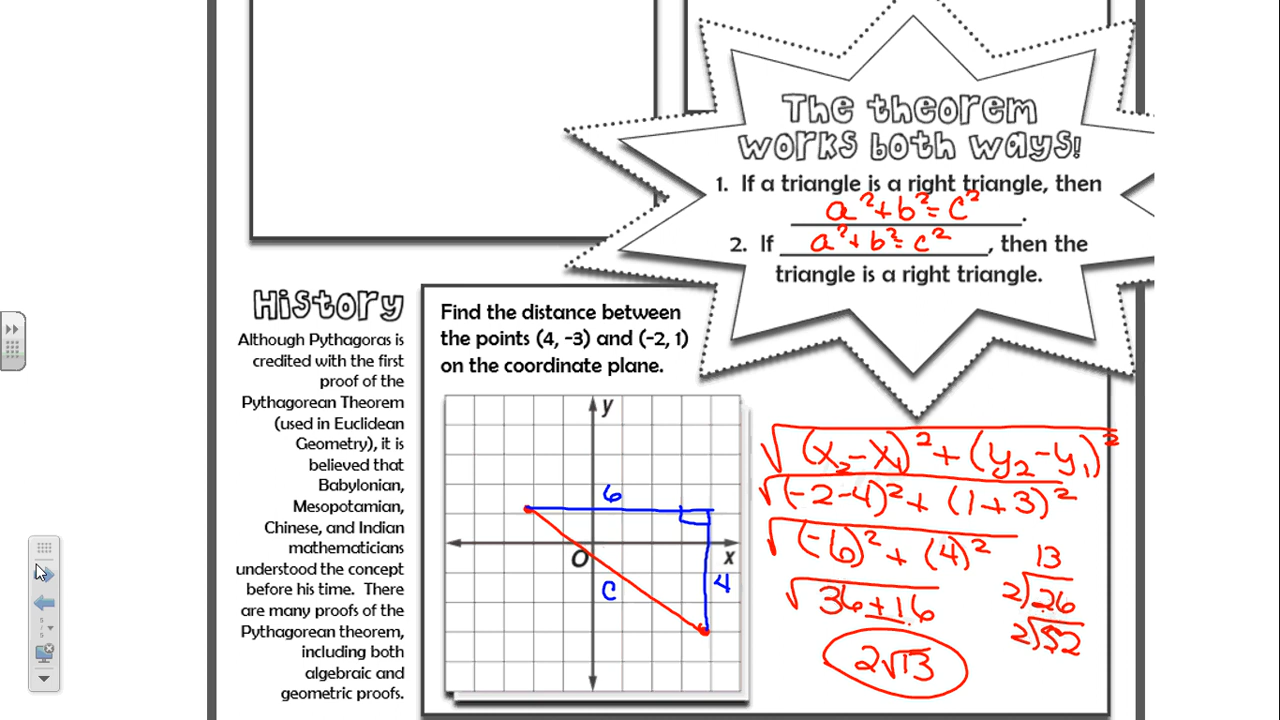 The theorem
works both ways!
1. If a triangle is a right triangle, then
a²+b²=c².
2. If a²+b²=c², then the
triangle is a right triangle.
History
Although Pythagoras is
credited with the first
proof of the
Pythagorean Theorem
(used in Euclidean
Geometry), it is
believed that
Babylonian,
Mesopotamian,
Chinese, and Indian
mathematicians
understood the concept
before his time. There
are many proofs of the
Pythagorean theorem,
including both
algebraic and
geometric proofs.
Find the distance between
the points (4, -3) and (-2, 1)
on the coordinate plane.
y
6
O
x
C
4
√(x₂-x₁)²+(y₂-y₁)²
√(-2-4)²+(1+3)²
√(-6)²+(4)²
√36+16
2√13
13
2)26
2)52